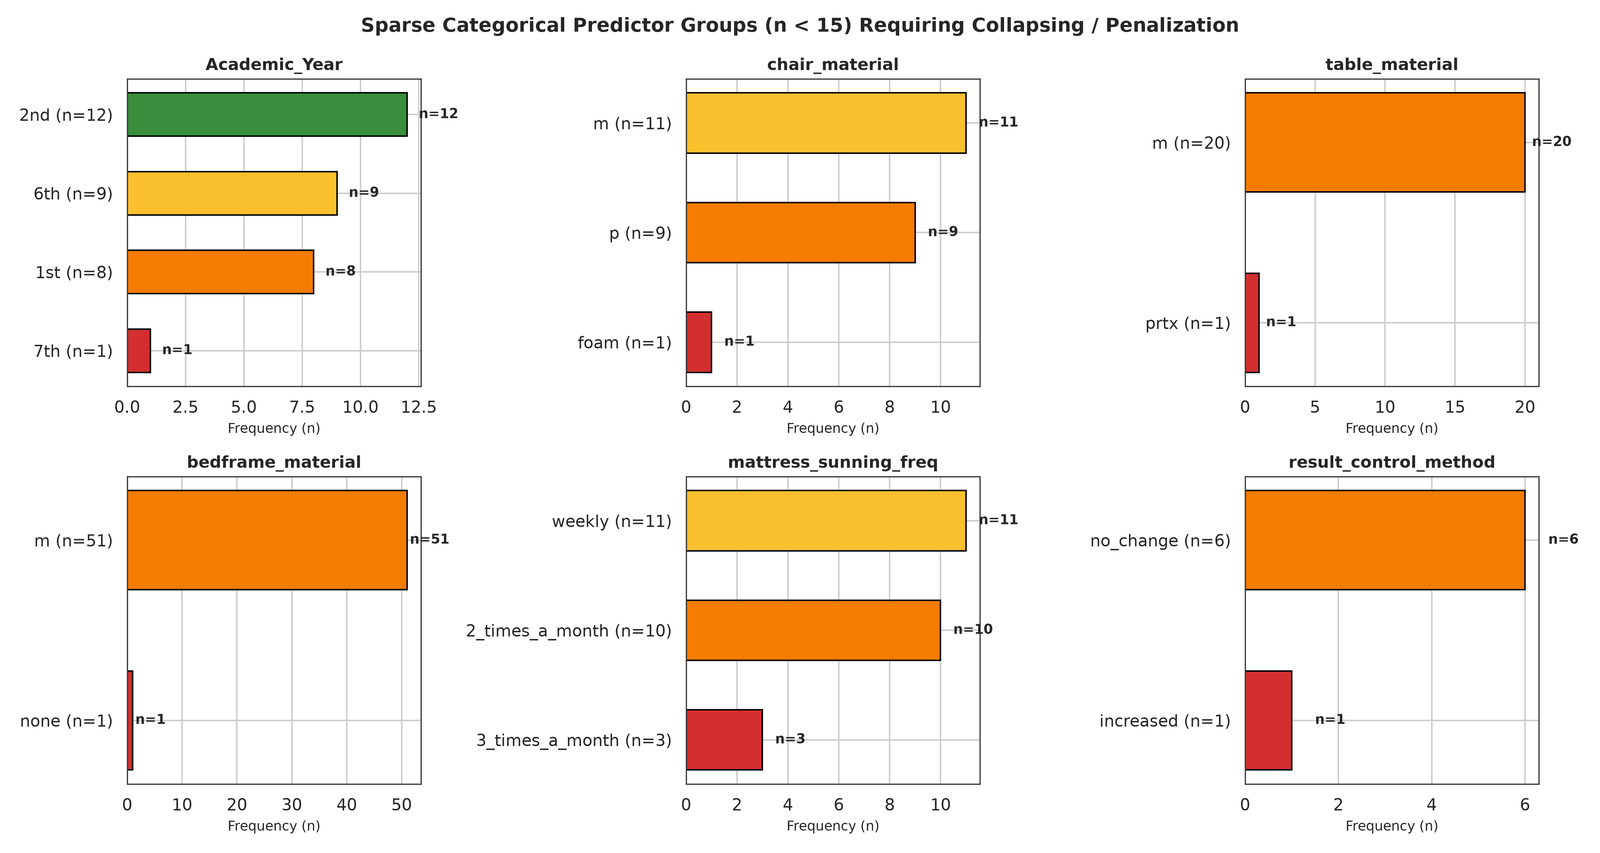 Sparse Categorical Predictor Groups (n < 15) Requiring Collapsing / Penalization
Academic_Year
2nd (n=12)
n=12
6th (n=9)
n=9
1st (n=8)
n=8
7th (n=1)
n=1
0.0 2.5 5.0 7.5 10.0 12.5
Frequency (n)
chair_material
m (n=11)
n=11
p (n=9)
n=9
foam (n=1)
n=1
0 2 4 6 8 10
Frequency (n)
table_material
m (n=20)
n=20
prtx (n=1)
n=1
0 5 10 15 20
Frequency (n)
bedframe_material
m (n=51)
n=51
none (n=1)
n=1
0 10 20 30 40 50
Frequency (n)
mattress_sunning_freq
weekly (n=11)
n=11
2_times_a_month (n=10)
n=10
3_times_a_month (n=3)
n=3
0 2 4 6 8 10
Frequency (n)
result_control_method
no_change (n=6)
n=6
increased (n=1)
n=1
0 2 4 6
Frequency (n)